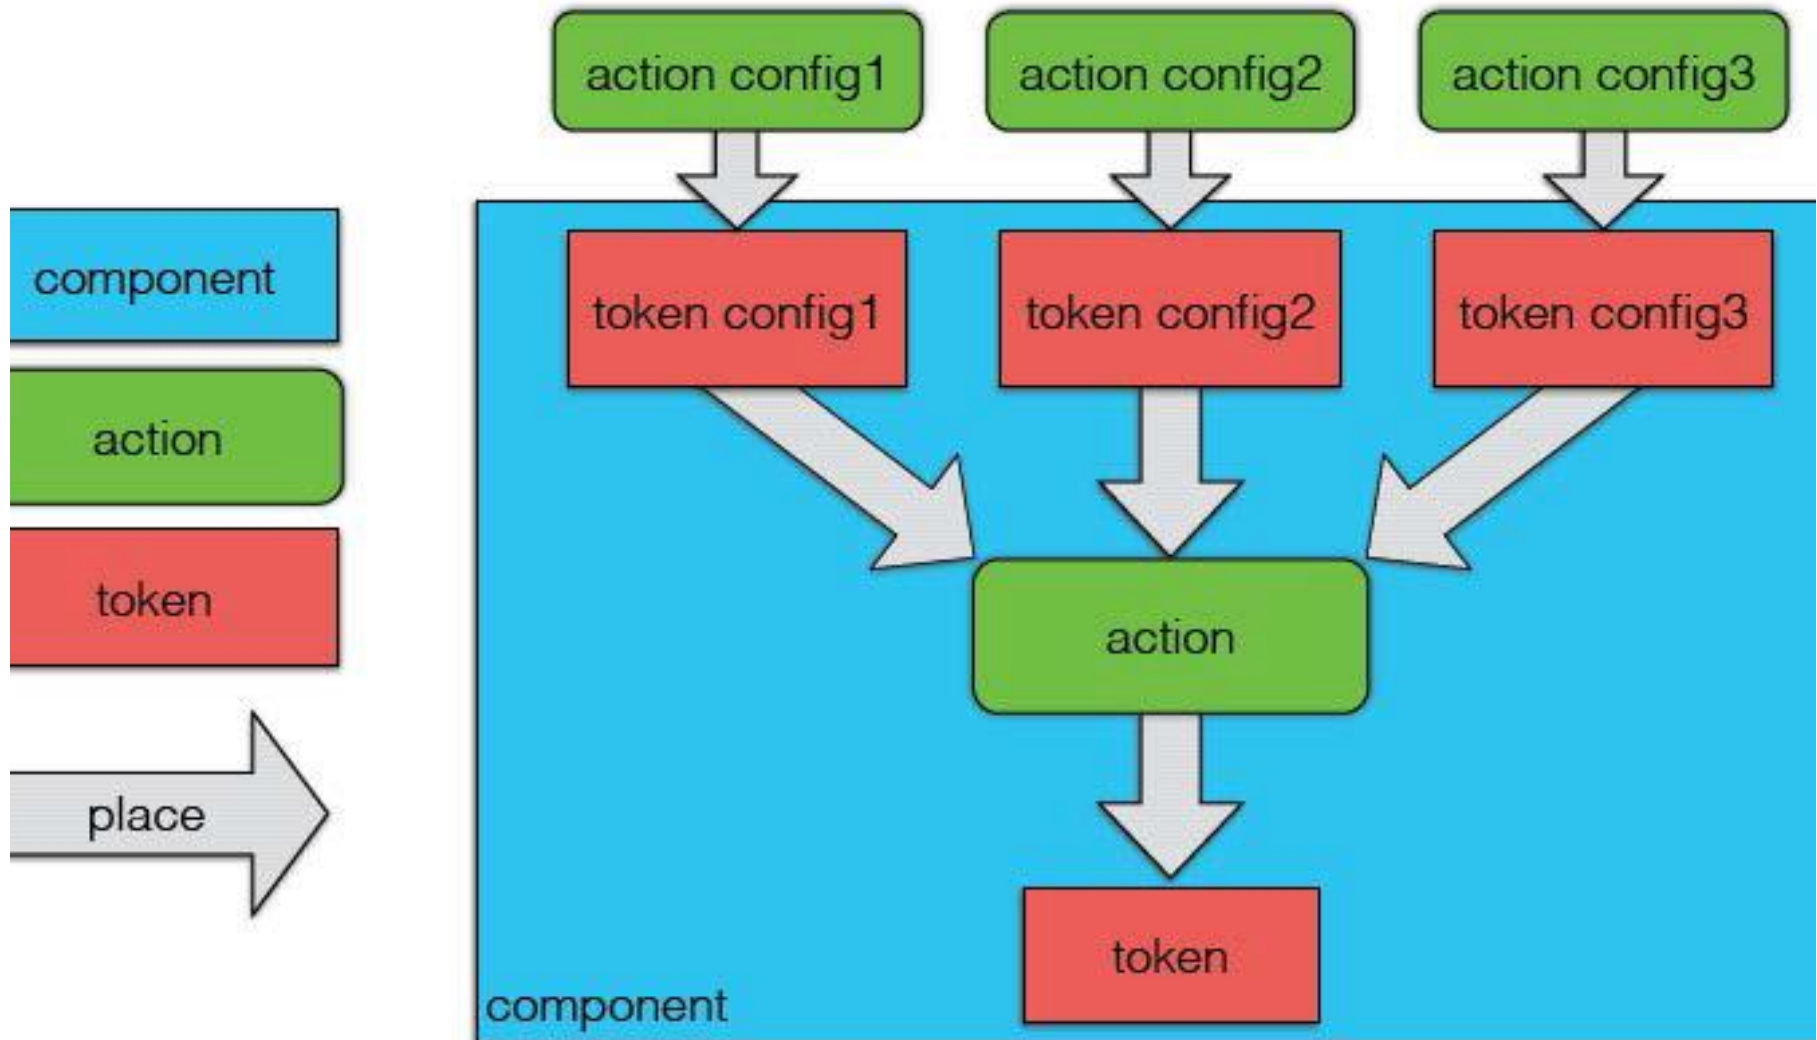 action config1
action config2
action config3
component
token config1
token config2
token config3
action
token
place
action
token
component